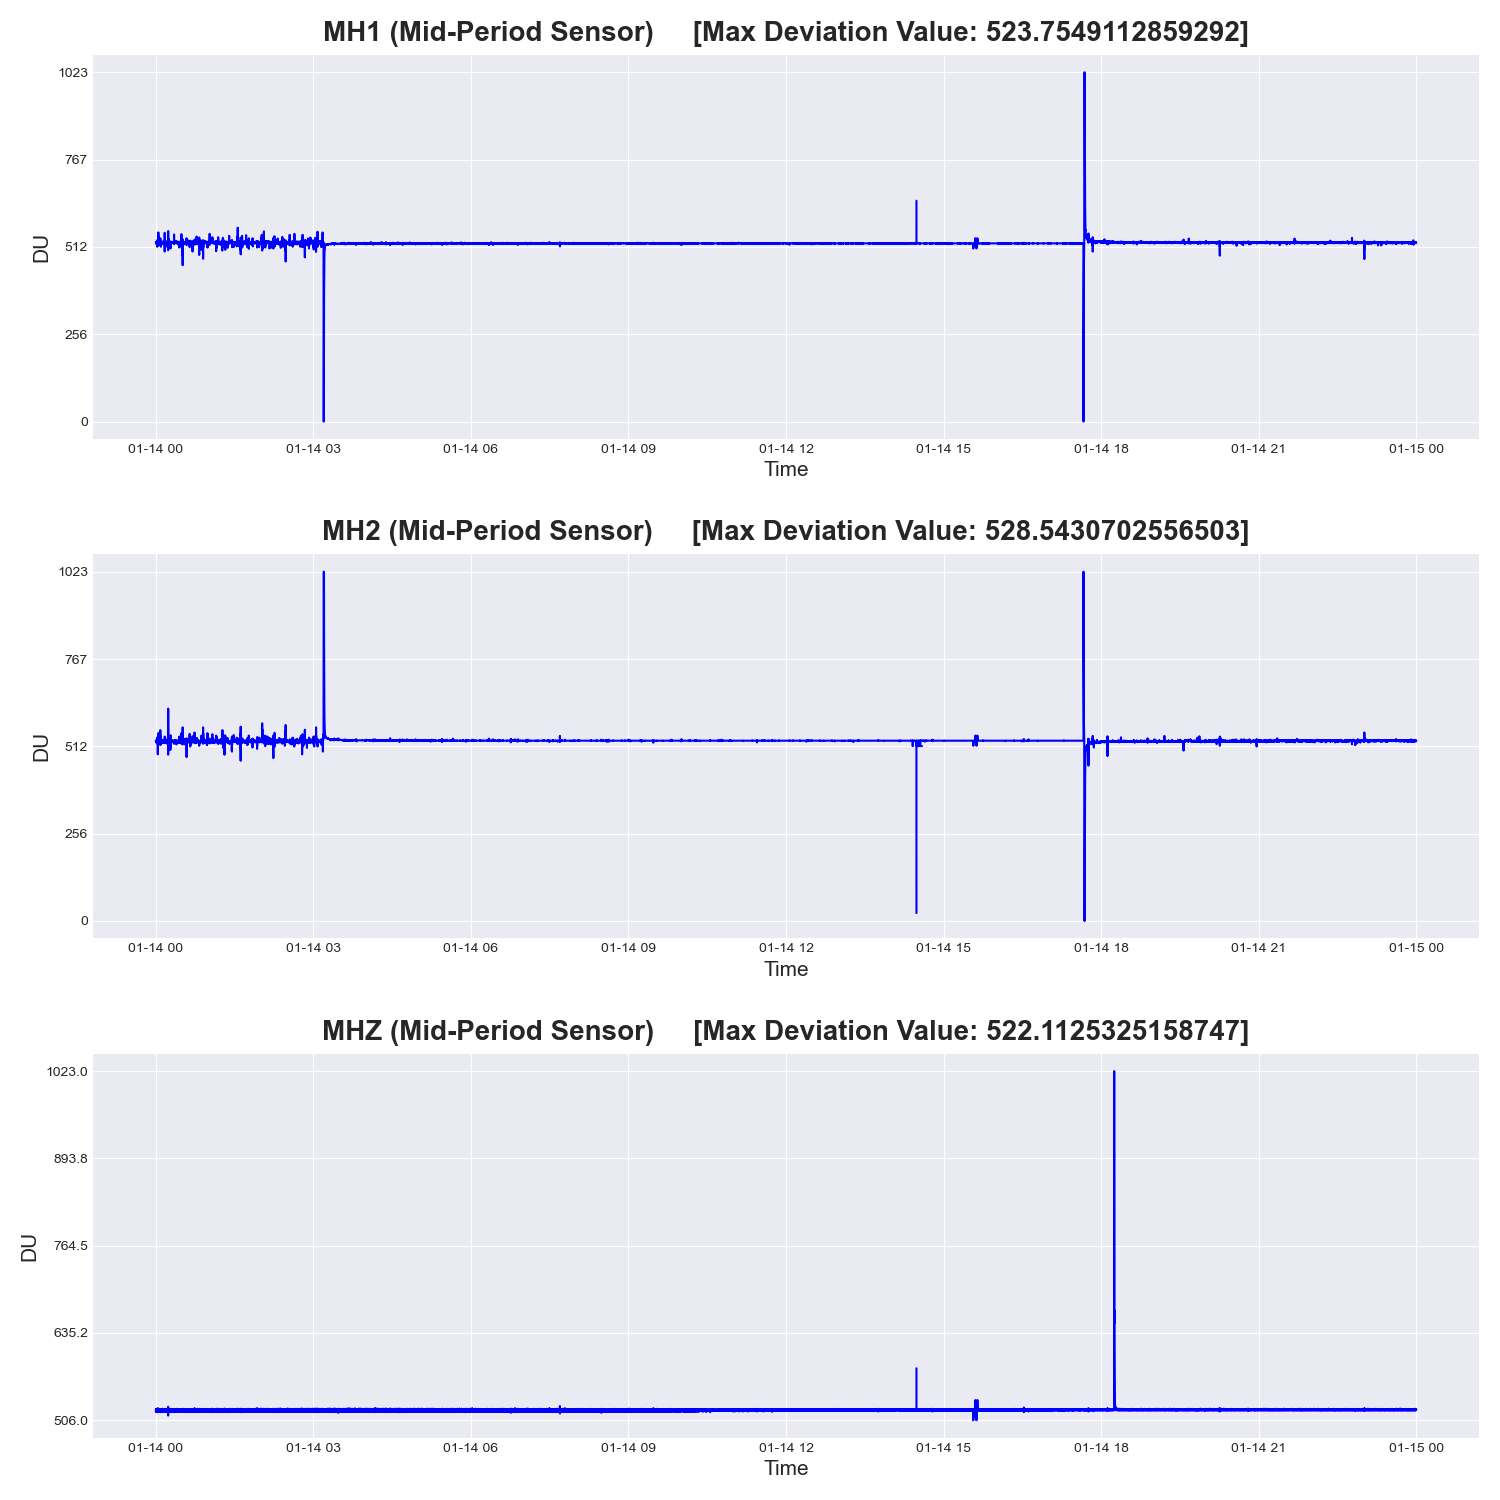 MH1 (Mid-Period Sensor) [Max Deviation Value: 523.7549112859292]
1023
767
512
256
0
DU
01-14 00 01-14 03 01-14 06 01-14 09 01-14 12 01-14 15 01-14 18 01-14 21 01-15 00
Time
MH2 (Mid-Period Sensor) [Max Deviation Value: 528.5430702556503]
1023
767
512
256
0
DU
01-14 00 01-14 03 01-14 06 01-14 09 01-14 12 01-14 15 01-14 18 01-14 21 01-15 00
Time
MHZ (Mid-Period Sensor) [Max Deviation Value: 522.1125325158747]
1023.0
893.8
764.5
635.2
506.0
DU
01-14 00 01-14 03 01-14 06 01-14 09 01-14 12 01-14 15 01-14 18 01-14 21 01-15 00
Time